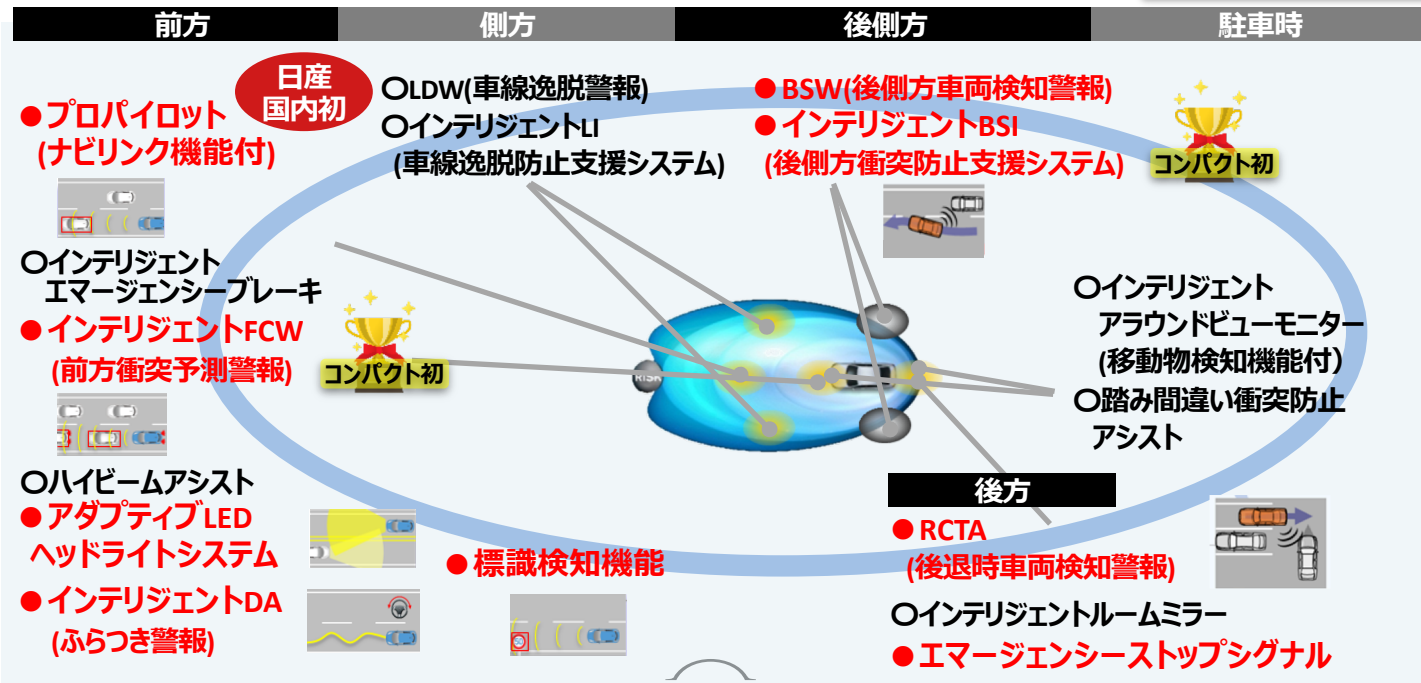 前方
側方
後側方
駐車時
日産
国内初
●プロパイロット
(ナビリンク機能付)
〇インテリジェント
エマージェンシーブレーキ
●インテリジェントFCW
(前方衝突予測警報)
コンパクト初
〇ハイビームアシスト
●アダプティブLED
ヘッドライトシステム
●インテリジェントDA
(ふらつき警報)
〇LDW(車線逸脱警報)
〇インテリジェントLI
(車線逸脱防止支援システム)
●標識検知機能
●BSW(後側方車両検知警報)
●インテリジェントBSI
(後側方衝突防止支援システム)
コンパクト初
RISK
〇インテリジェント
アラウンドビューモニター
(移動物検知機能付)
〇踏み間違い衝突防止
アシスト
後方
●RCTA
(後退時車両検知警報)
〇インテリジェントルームミラー
●エマージェンシーストップシグナル